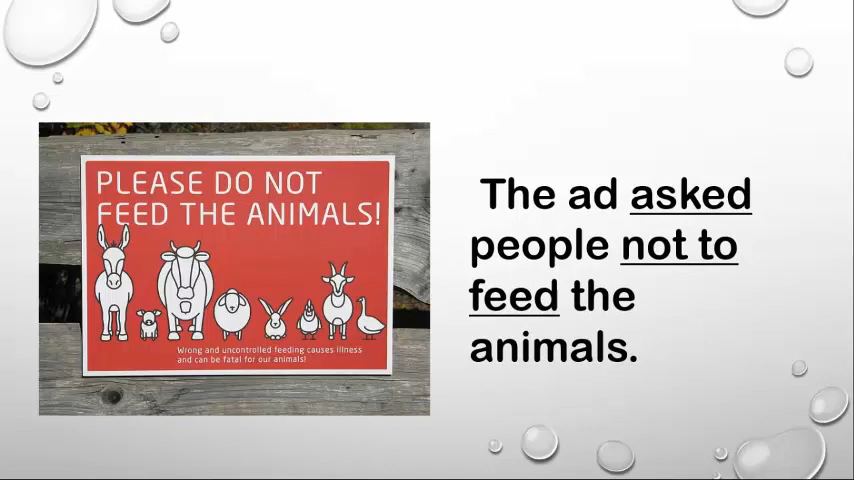 PLEASE DO NOT
FEED THE ANIMALS!
Wrong and uncontrolled feeding causes illness
and can be fatal for our animals!
The ad asked
people not to
feed the
animals.